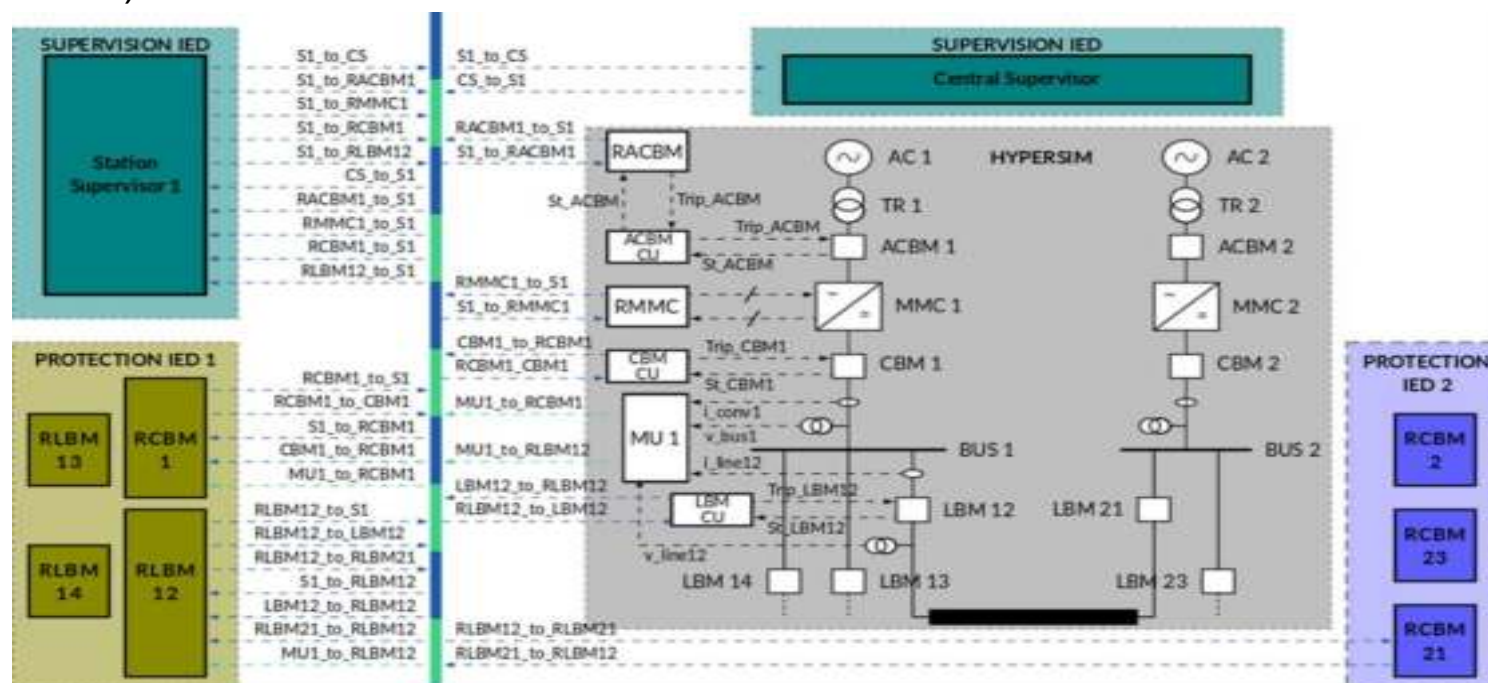 SUPERVISION IED
Station
Supervisor 1
S1_to_CS
S1_to_RACBM1
S1_to_RMMC1
S1_to_RCBM1
S1_to_RLBM12
CS_to_S1
RACBM1_to_S1
RMMC1_to_S1
RCBM1_to_S1
RLBM12_to_S1
PROTECTION IED 1
RLBM
13
RCBM
1
RLBM
14
RLBM
12
RCBM1_to_S1
RCBM1_to_CBM1
S1_to_RCBM1
CBM1_to_RCBM1
MU1_to_RCBM1
RLBM12_to_S1
RLBM12_to_LBM12
RLBM12_to_RLBM21
S1_to_RLBM12
LBM12_to_RLBM12
RLBM21_to_RLBM12
MU1_to_RLBM12
S1_to_CS
CS_to_S1
RACBM1_to_S1
S1_to_RACBM1
RMMC1_to_S1
S1_to_RMMC1
CBM1_to_RCBM1
RCBM1_CBM1
MU1_to_RCBM1
MU1_to_RLBM12
LBM12_to_RLBM12
RLBM12_to_LBM12
RLBM12_to_RLBM21
RLBM21_to_RLBM12
SUPERVISION IED
Central Supervisor
HYPERSIM
RACBM
St_ACBM
Trip_ACBM
ACBM
CU
Trip_ACBM
St_ACBM
RMMC
CBM
CU
Trip_CBM1
St_CBM1
MU 1
i_conv1
v_bus1
i_line12
LBM
CU
Trip_LBM12
St_LBM12
v_line12
AC 1
TR 1
ACBM 1
MMC 1
CBM 1
BUS 1
LBM 12
LBM 14
LBM 13
AC 2
TR 2
ACBM 2
MMC 2
CBM 2
BUS 2
LBM 21
LBM 23
PROTECTION
IED 2
RCBM
2
RCBM
23
RCBM
21